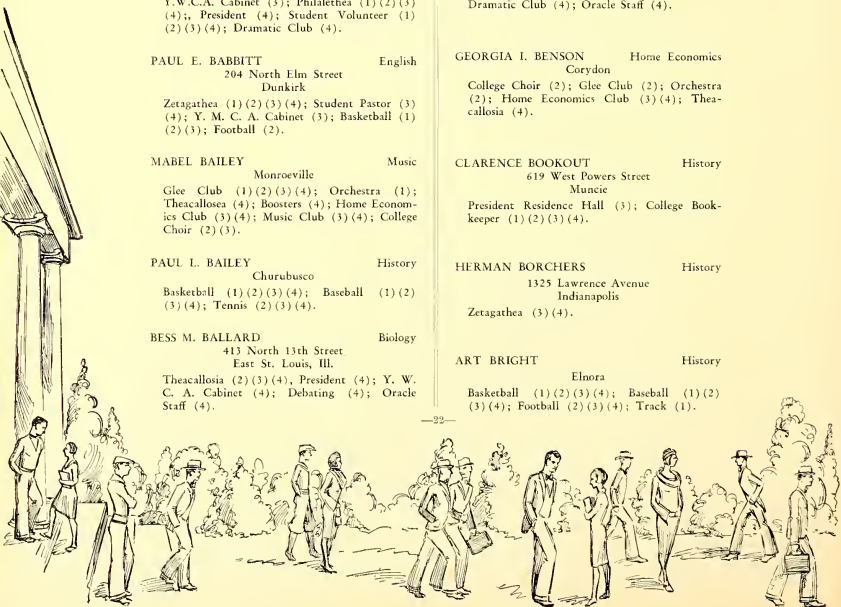 Y.W.C.A. Cabinet (3); Philalethea (1)(2)(3)
(4);, President (4); Student Volunteer (1)
(2)(3)(4); Dramatic Club (4).
PAUL E. BABBITT English
204 North Elm Street
Dunkirk
Zetagathea (1)(2)(3)(4); Student Pastor (3)
(4); Y. M. C. A. Cabinet (3); Basketball (1)
(2)(3); Football (2).
MABEL BAILEY Music
Monroeville
Glee Club (1)(2)(3)(4); Orchestra (1);
Theacallosea (4); Boosters (4); Home Econom-
ics Club (3)(4); Music Club (3)(4); College
Choir (2)(3).
PAUL L. BAILEY History
Churubusco
Basketball (1)(2)(3)(4); Baseball (1)(2)
(3)(4); Tennis (2)(3)(4).
BESS M. BALLARD Biology
413 North 13th Street
East St. Louis, Ill.
Theacallosia (2)(3)(4), President (4); Y. W.
C. A. Cabinet (4); Debating (4); Oracle
Staff (4).
Dramatic Club (4); Oracle Staff (4).
GEORGIA I. BENSON Home Economics
Corydon
College Choir (2); Glee Club (2); Orchestra
(2); Home Economics Club (3)(4); Thea-
callosia (4).
CLARENCE BOOKOUT History
619 West Powers Street
Muncie
President Residence Hall (3); College Book-
keeper (1)(2)(3)(4).
HERMAN BORCHERS History
1325 Lawrence Avenue
Indianapolis
Zetagathea (3)(4).
ART BRIGHT History
Elnora
Basketball (1)(2)(3)(4); Baseball (1)(2)
(3)(4); Football (2)(3)(4); Track (1).
—22—